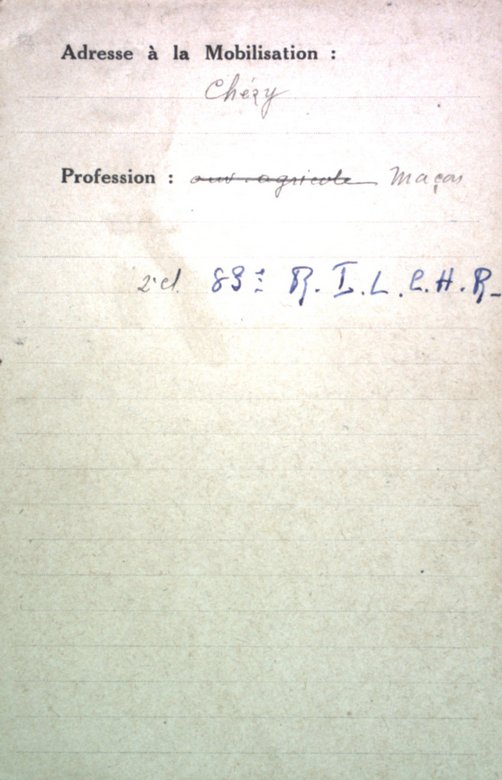 Adresse à la Mobilisation :
Chéry
Profession : ouv. agricole Maçon
2e cl. 83e R. I. L. C. H. R.